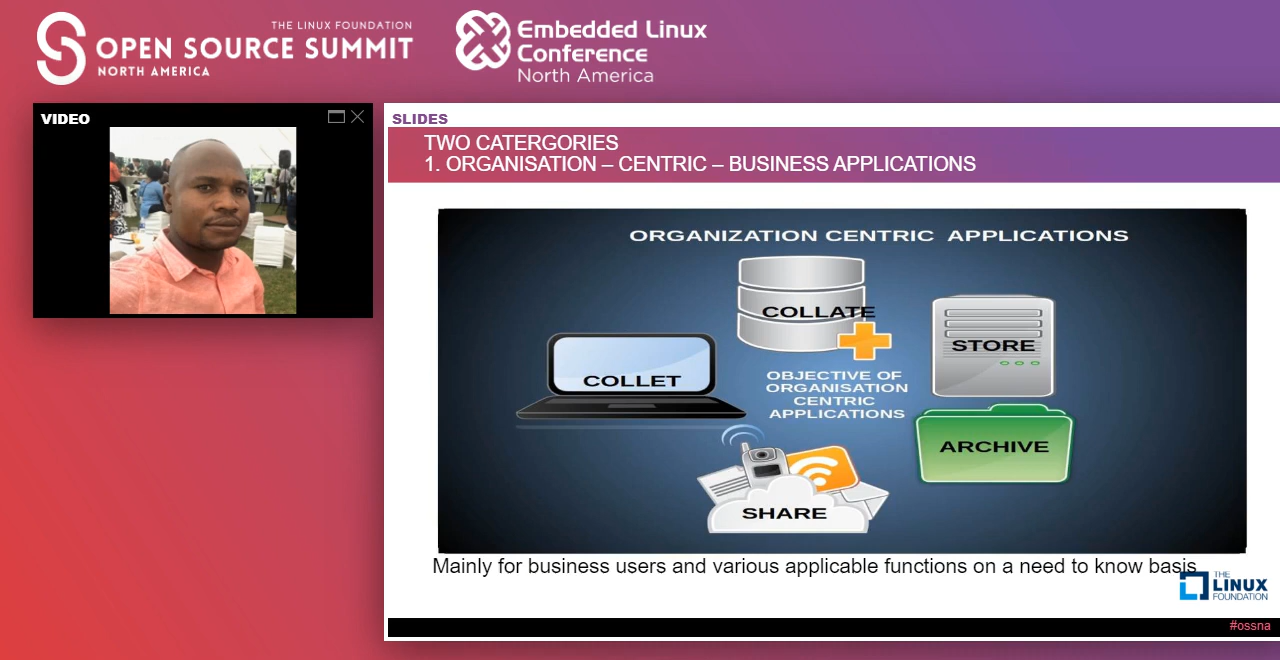 THE LINUX FOUNDATION
OPEN SOURCE SUMMIT
NORTH AMERICA
Embedded Linux
Conference
North America
VIDEO
SLIDES
TWO CATERGORIES
1. ORGANISATION – CENTRIC – BUSINESS APPLICATIONS
ORGANIZATION CENTRIC APPLICATIONS
COLLATE
STORE
COLLET
OBJECTIVE OF
ORGANISATION
CENTRIC
APPLICATIONS
ARCHIVE
SHARE
Mainly for business users and various applicable functions on a need to know basis
THE
LINUX
FOUNDATION
#ossna